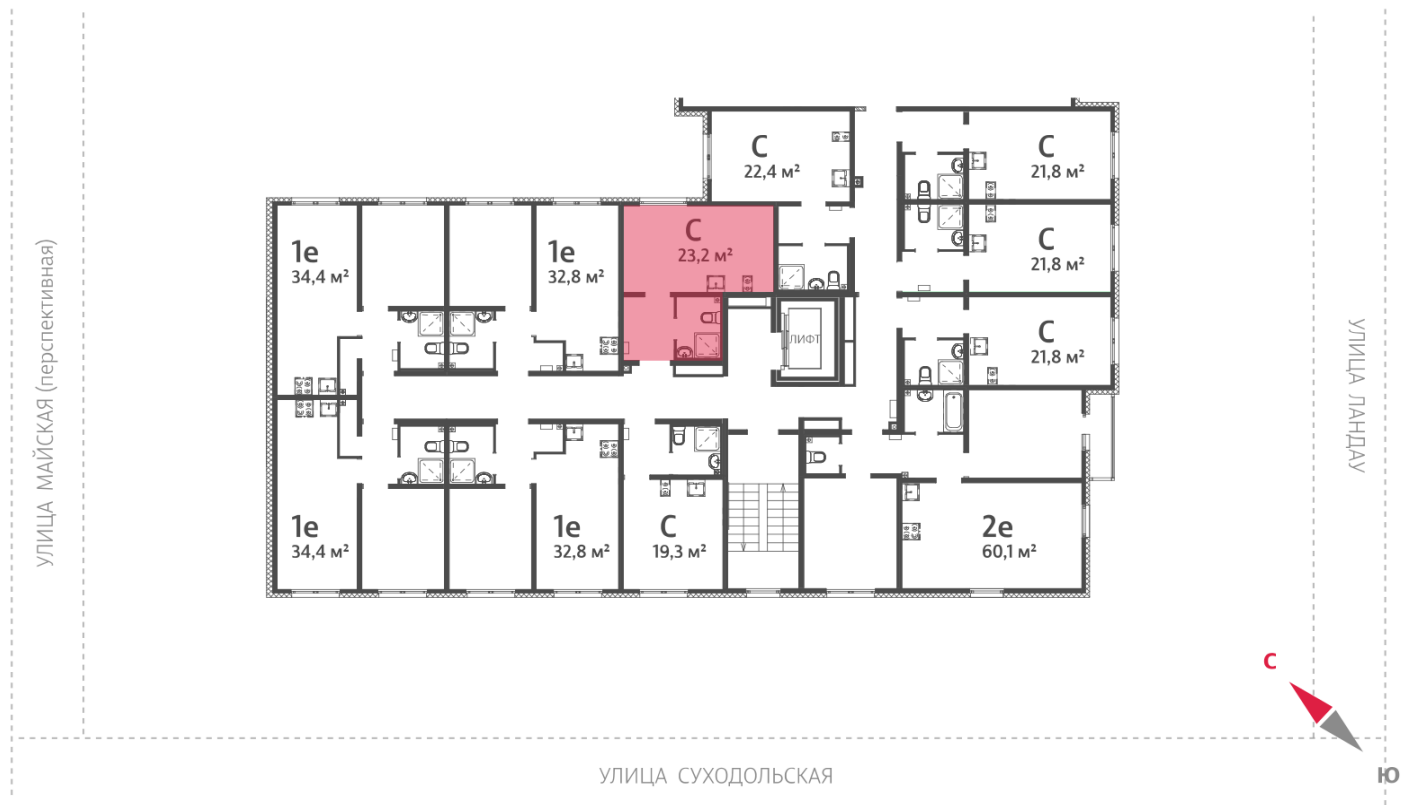 С
22,4 м²
С
21,8 м²
С
23,2 м²
1е
34,4 м²
1е
32,8 м²
С
21,8 м²
С
21,8 м²
ЛИФТ
1е
34,4 м²
1е
32,8 м²
С
19,3 м²
2е
60,1 м²
УЛИЦА МАЙСКАЯ (перспективная)
УЛИЦА ЛАНДАУ
УЛИЦА СУХОДОЛЬСКАЯ
С
Ю